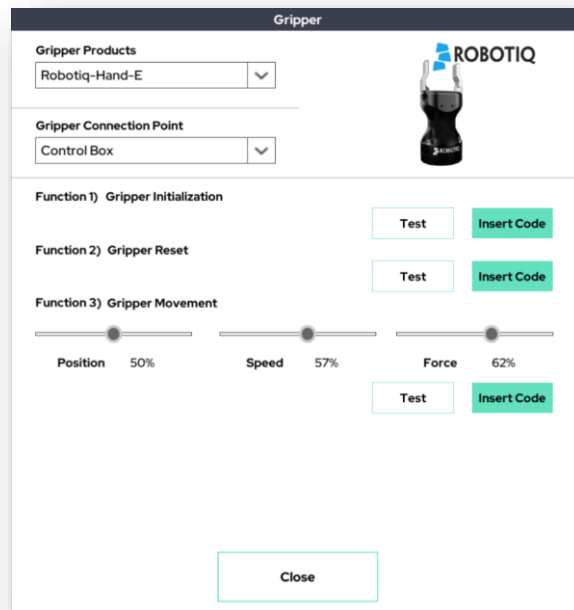 Gripper
Gripper Products
Robotiq-Hand-E
ROBOTIQ
Gripper Connection Point
Control Box
ROBOTIQ
Function 1) Gripper Initialization
Test Insert Code
Function 2) Gripper Reset
Test Insert Code
Function 3) Gripper Movement
Position 50% Speed 57% Force 62%
Test Insert Code
Close